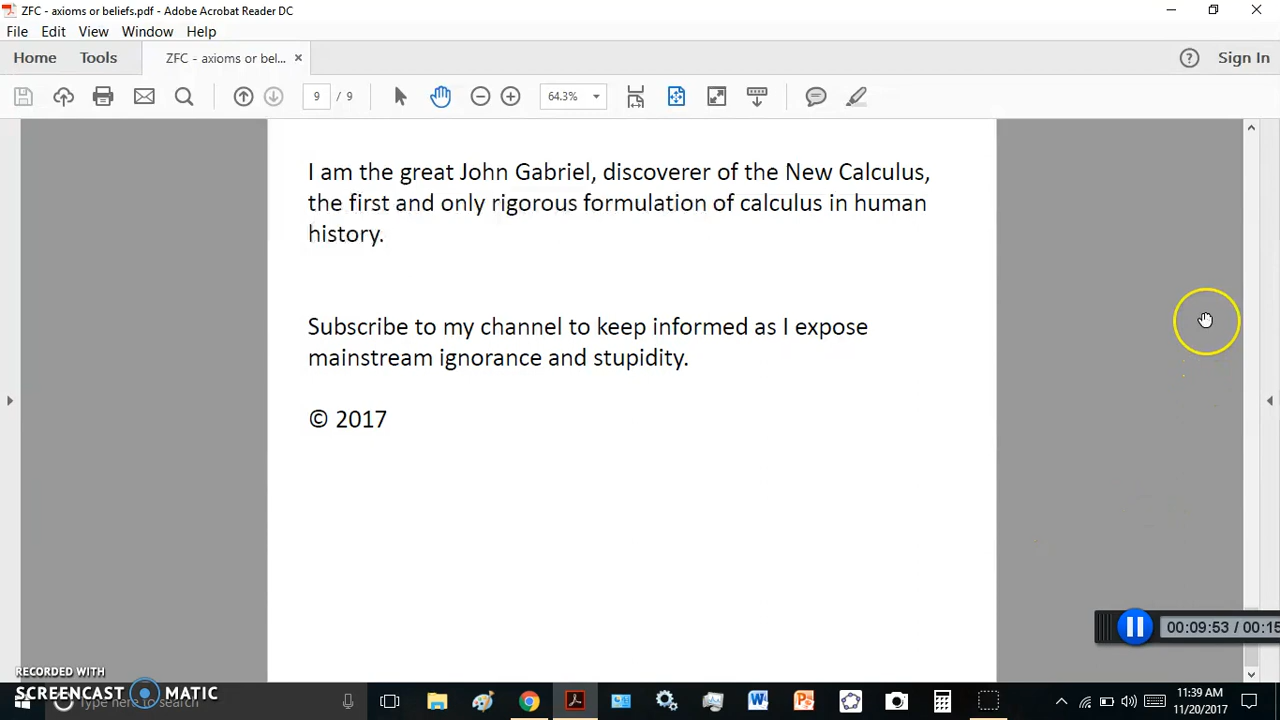 ZFC - axioms or beliefs.pdf - Adobe Acrobat Reader DC
File Edit View Window Help
Home Tools ZFC - axioms or bel... × ? Sign In
9 / 9 64.3%
I am the great John Gabriel, discoverer of the New Calculus,
the first and only rigorous formulation of calculus in human
history.
Subscribe to my channel to keep informed as I expose
mainstream ignorance and stupidity.
© 2017
00:09:53 / 00:15
RECORDED WITH
SCREENCAST MATIC
Type here to search
11:39 AM
11/20/2017